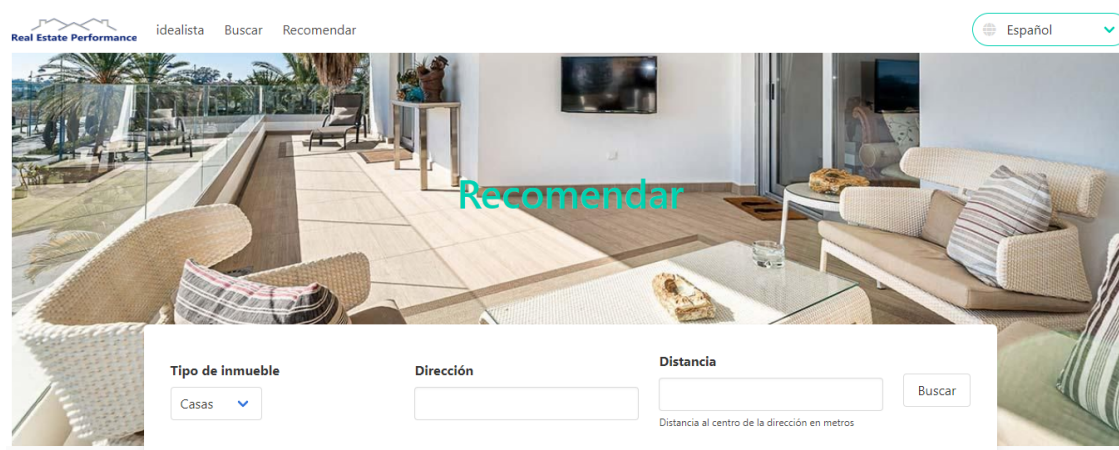 Real Estate Performance
idealista Buscar Recomendar
Español
Recomendar
Tipo de inmueble
Casas
Dirección
Distancia
Distancia al centro de la dirección en metros
Buscar